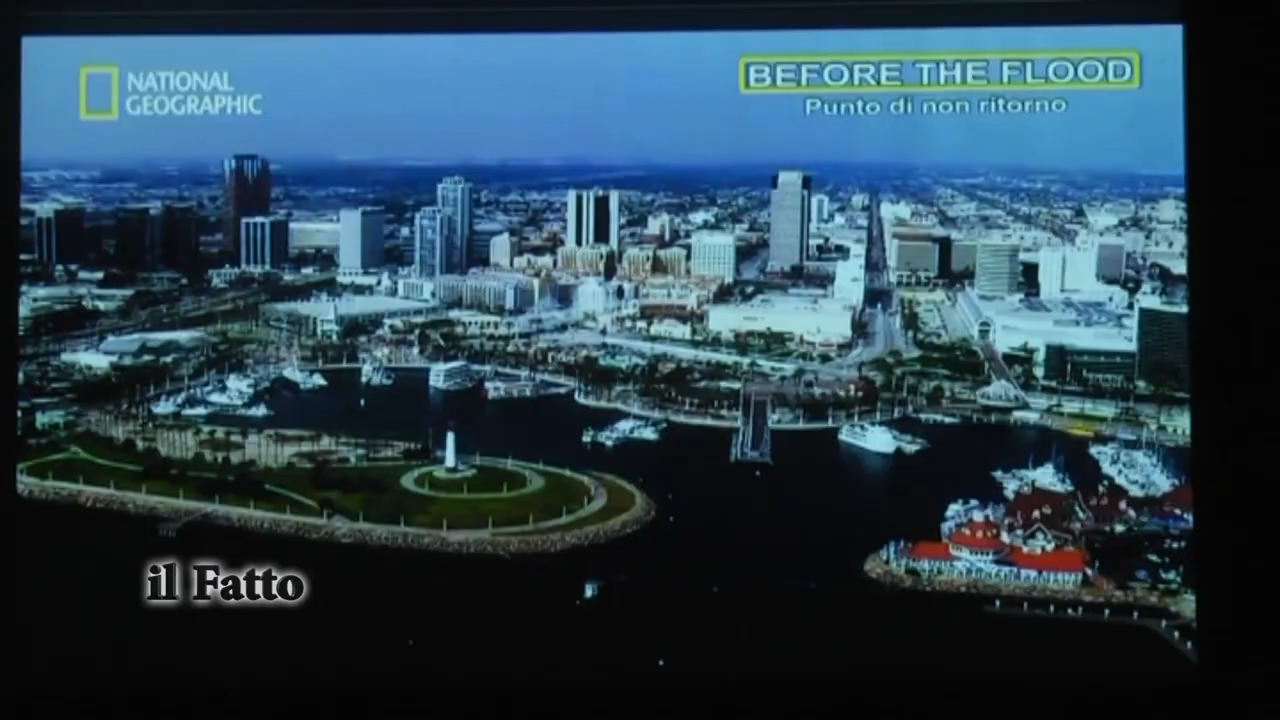 NATIONAL
GEOGRAPHIC
BEFORE THE FLOOD
Punto di non ritorno
il Fatto